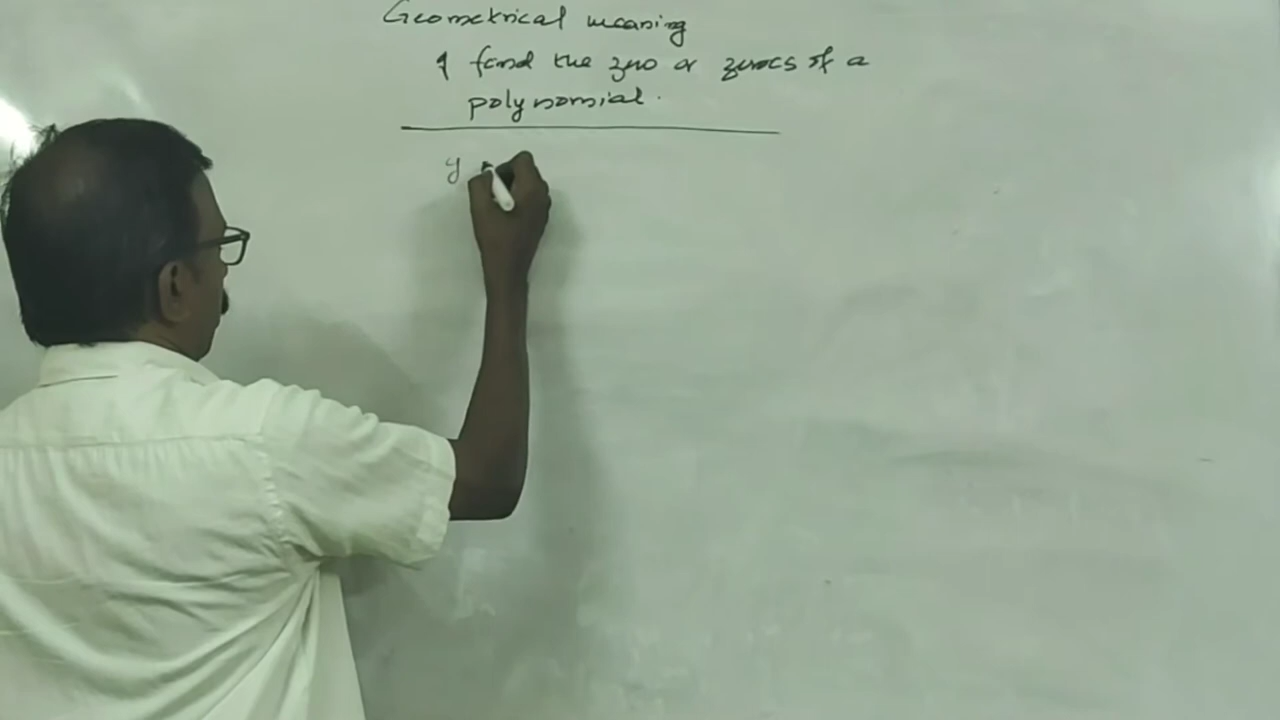 Geometrical meaning
of find the zero or zeroes of a
polynomial.
y